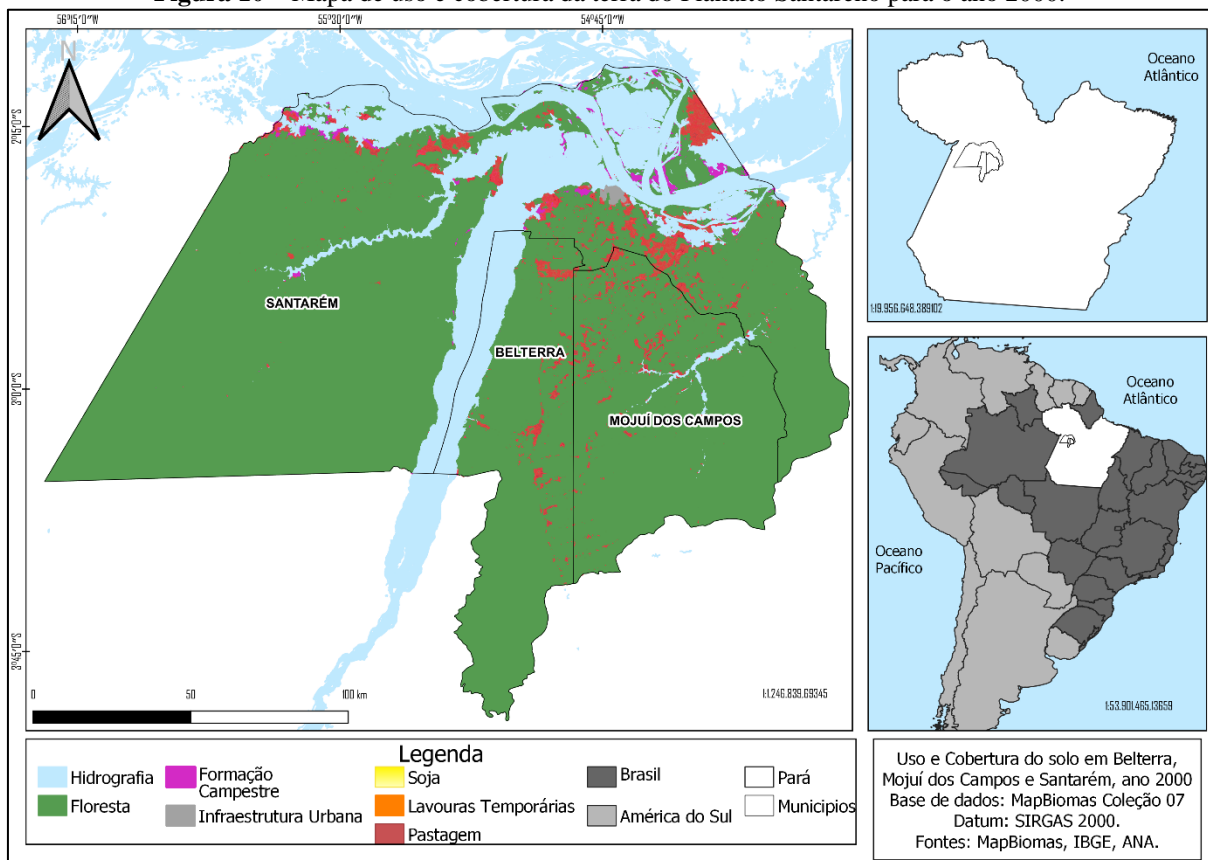 Figura 10 – Mapa de uso e cobertura da terra do Planalto Santareno para o ano 2000.
58°15'0"W
55°30'0"W
54°45'0"W
N
2°15'0"S
3°0'0"S
3°45'0"S
SANTARÉM
BELTERRA
MOJUÍ DOS CAMPOS
0
50
100 km
1:1.246.839,69345
Oceano
Atlântico
1:19.956.648,389102
Oceano
Atlântico
Oceano
Pacífico
1:53.901.465,13659
Legenda
Hidrografia
Floresta
Formação
Campestre
Infraestrutura Urbana
Soja
Lavouras Temporárias
Pastagem
Brasil
América do Sul
Pará
Municipios
Uso e Cobertura do solo em Belterra,
Mojuí dos Campos e Santarém, ano 2000
Base de dados: MapBiomas Coleção 07
Datum: SIRGAS 2000.
Fontes: MapBiomas, IBGE, ANA.